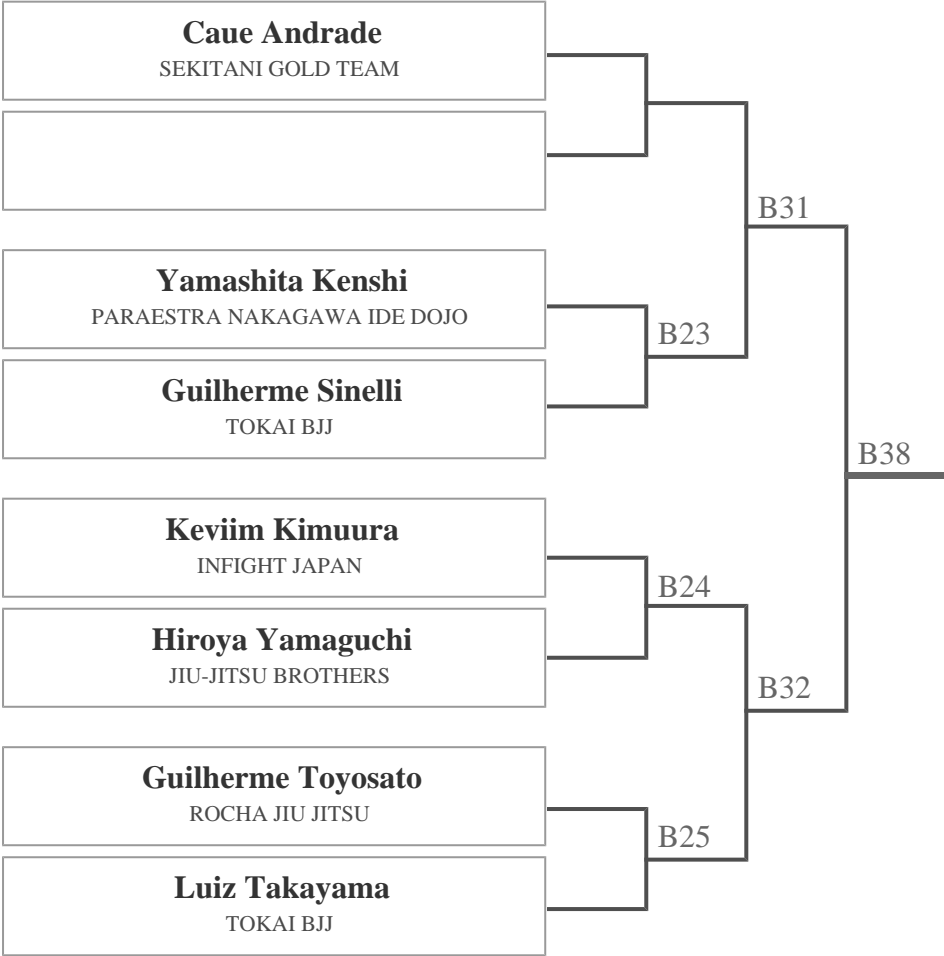 Caue Andrade
SEKITANI GOLD TEAM
B31
Yamashita Kenshi
PARAESTRA NAKAGAWA IDE DOJO
B23
Guilherme Sinelli
TOKAI BJJ
B38
Keviim Kimuura
INFIGHT JAPAN
B24
Hiroya Yamaguchi
JIU-JITSU BROTHERS
B32
Guilherme Toyosato
ROCHA JIU JITSU
B25
Luiz Takayama
TOKAI BJJ